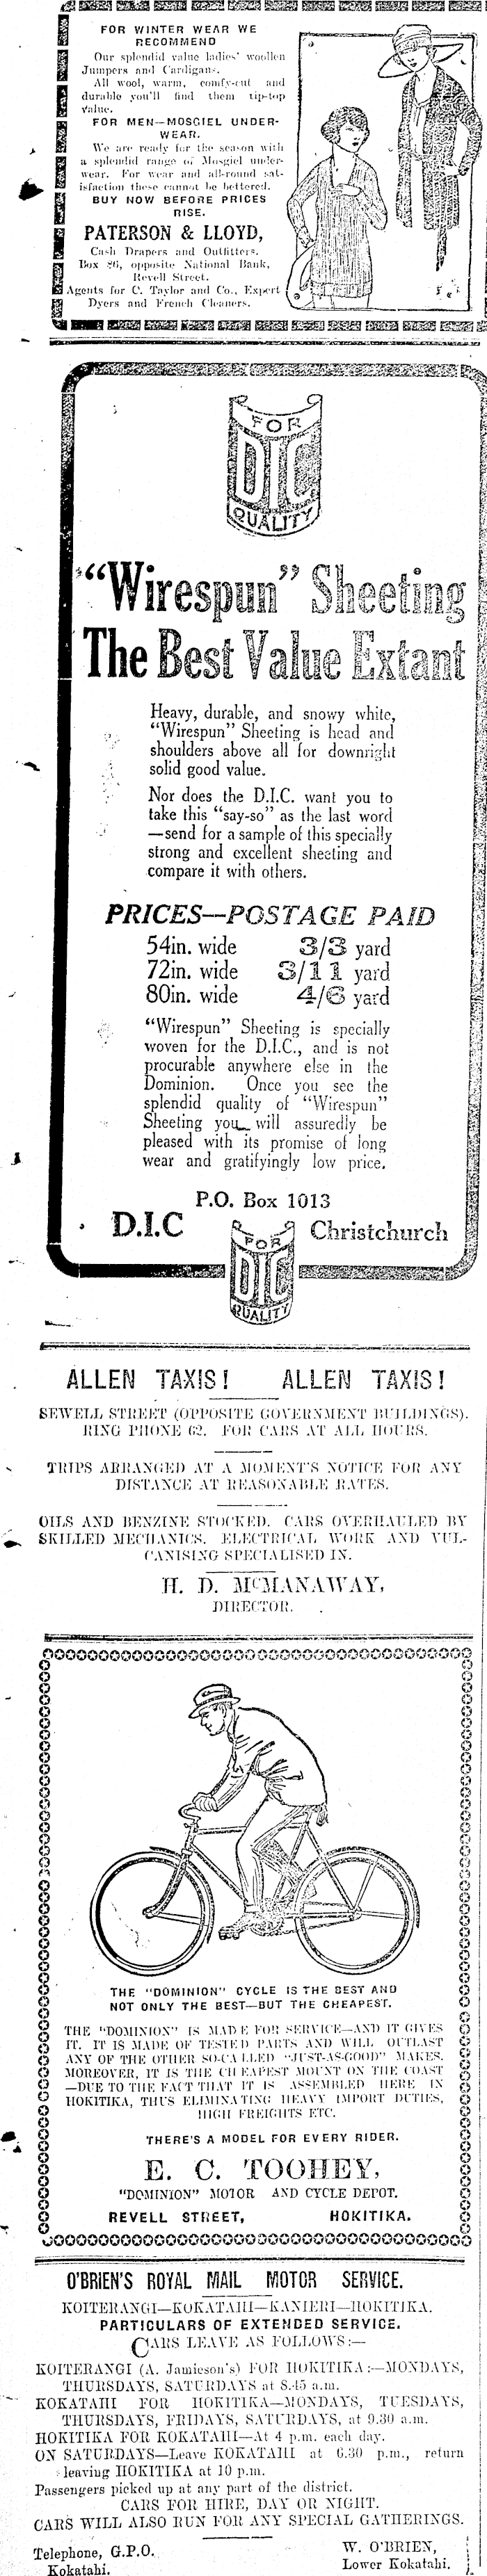 FOR WINTER WEAR WE
RECOMMEND
Our splendid value ladies' woollen
Jumpers and Cardigans.
All wool, warm, comfy-cut and
durable you'll find them tip-top
value.
FOR MEN—MOSGIEL UNDER-
WEAR.
We are ready for the season with
a splendid range of Mosgiel under-
wear. For wear and all-round sat-
isfaction these cannot be bettered.
BUY NOW BEFORE PRICES
RISE.
PATERSON & LLOYD,
Cash Drapers and Outfitters.
Box 86, opposite National Bank,
Revell Street.
Agents for C. Taylor and Co., Expert
Dyers and French Cleaners.
FOR
DIC
QUALITY
"Wirespun" Sheeting
The Best Value Extant
Heavy, durable, and snowy white,
"Wirespun" Sheeting is head and
shoulders above all for downright
solid good value.
Nor does the D.I.C. want you to
take this "say-so" as the last word
—send for a sample of this specially
strong and excellent sheeting and
compare it with others.
PRICES—POSTAGE PAID
54in. wide 3/3 yard
72in. wide 3/11 yard
80in. wide 4/6 yard
"Wirespun" Sheeting is specially
woven for the D.I.C., and is not
procurable anywhere else in the
Dominion. Once you see the
splendid quality of "Wirespun"
Sheeting you will assuredly be
pleased with its promise of long
wear and gratifyingly low price.
P.O. Box 1013
D.I.C Christchurch
FOR
DIC
QUALITY
ALLEN TAXIS! ALLEN TAXIS!
SEWELL STREET (OPPOSITE GOVERNMENT BUILDINGS).
RING PHONE 62. FOR CARS AT ALL HOURS.
TRIPS ARRANGED AT A MOMENT'S NOTICE FOR ANY
DISTANCE AT REASONABLE RATES.
OILS AND BENZINE STOCKED. CARS OVERHAULED BY
SKILLED MECHANICS. ELECTRICAL WORK AND VUL-
CANISING SPECIALISED IN.
H. D. McMANAWAY,
DIRECTOR.
THE "DOMINION" CYCLE IS THE BEST AND
NOT ONLY THE BEST—BUT THE CHEAPEST.
THE "DOMINION" IS MADE FOR SERVICE—AND IT GIVES
IT. IT IS MADE OF TESTED PARTS AND WILL OUTLAST
ANY OF THE OTHER SO-CALLED "JUST-AS-GOOD" MAKES.
MOREOVER, IT IS THE CHEAPEST MOUNT ON THE COAST
—DUE TO THE FACT THAT IT IS ASSEMBLED HERE IN
HOKITIKA, THUS ELIMINATING HEAVY IMPORT DUTIES,
HIGH FREIGHTS ETC.
THERE'S A MODEL FOR EVERY RIDER.
E. C. TOOHEY,
"DOMINION" MOTOR AND CYCLE DEPOT.
REVELL STREET, HOKITIKA.
O'BRIEN'S ROYAL MAIL MOTOR SERVICE.
KOITERANGI—KOKATAHI—KANIERI—HOKITIKA.
PARTICULARS OF EXTENDED SERVICE.
CARS LEAVE AS FOLLOWS:—
KOITERANGI (A. Jamieson's) FOR HOKITIKA:—MONDAYS,
THURSDAYS, SATURDAYS at 8.45 a.m.
KOKATAHI FOR HOKITIKA—MONDAYS, TUESDAYS,
THURSDAYS, FRIDAYS, SATURDAYS, at 9.30 a.m.
HOKITIKA FOR KOKATAHI—At 4 p.m. each day.
ON SATURDAYS—Leave KOKATAHI at 6.30 p.m., return
leaving HOKITIKA at 10 p.m.
Passengers picked up at any part of the district.
CARS FOR HIRE, DAY OR NIGHT.
CARS WILL ALSO RUN FOR ANY SPECIAL GATHERINGS.
Telephone, G.P.O. W. O'BRIEN,
Kokatahi. Lower Kokatahi.